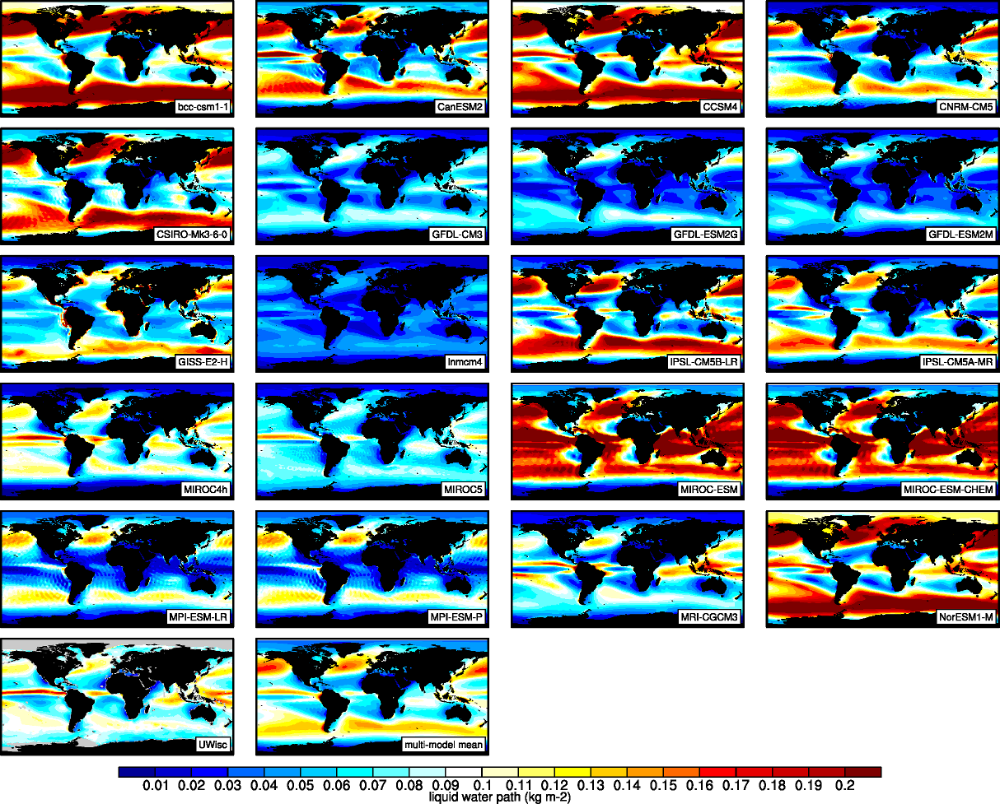 bcc-csm1-1
CanESM2
CCSM4
CNRM-CM5
CSIRO-Mk3-6-0
GFDL-CM3
GFDL-ESM2G
GFDL-ESM2M
GISS-E2-H
inmcm4
IPSL-CM5B-LR
IPSL-CM5A-MR
MIROC4h
MIROC5
MIROC-ESM
MIROC-ESM-CHEM
MPI-ESM-LR
MPI-ESM-P
MRI-CGCM3
NorESM1-M
UWisc
multi-model mean
0.01 0.02 0.03 0.04 0.05 0.06 0.07 0.08 0.09 0.1 0.11 0.12 0.13 0.14 0.15 0.16 0.17 0.18 0.19 0.2
liquid water path (kg m-2)